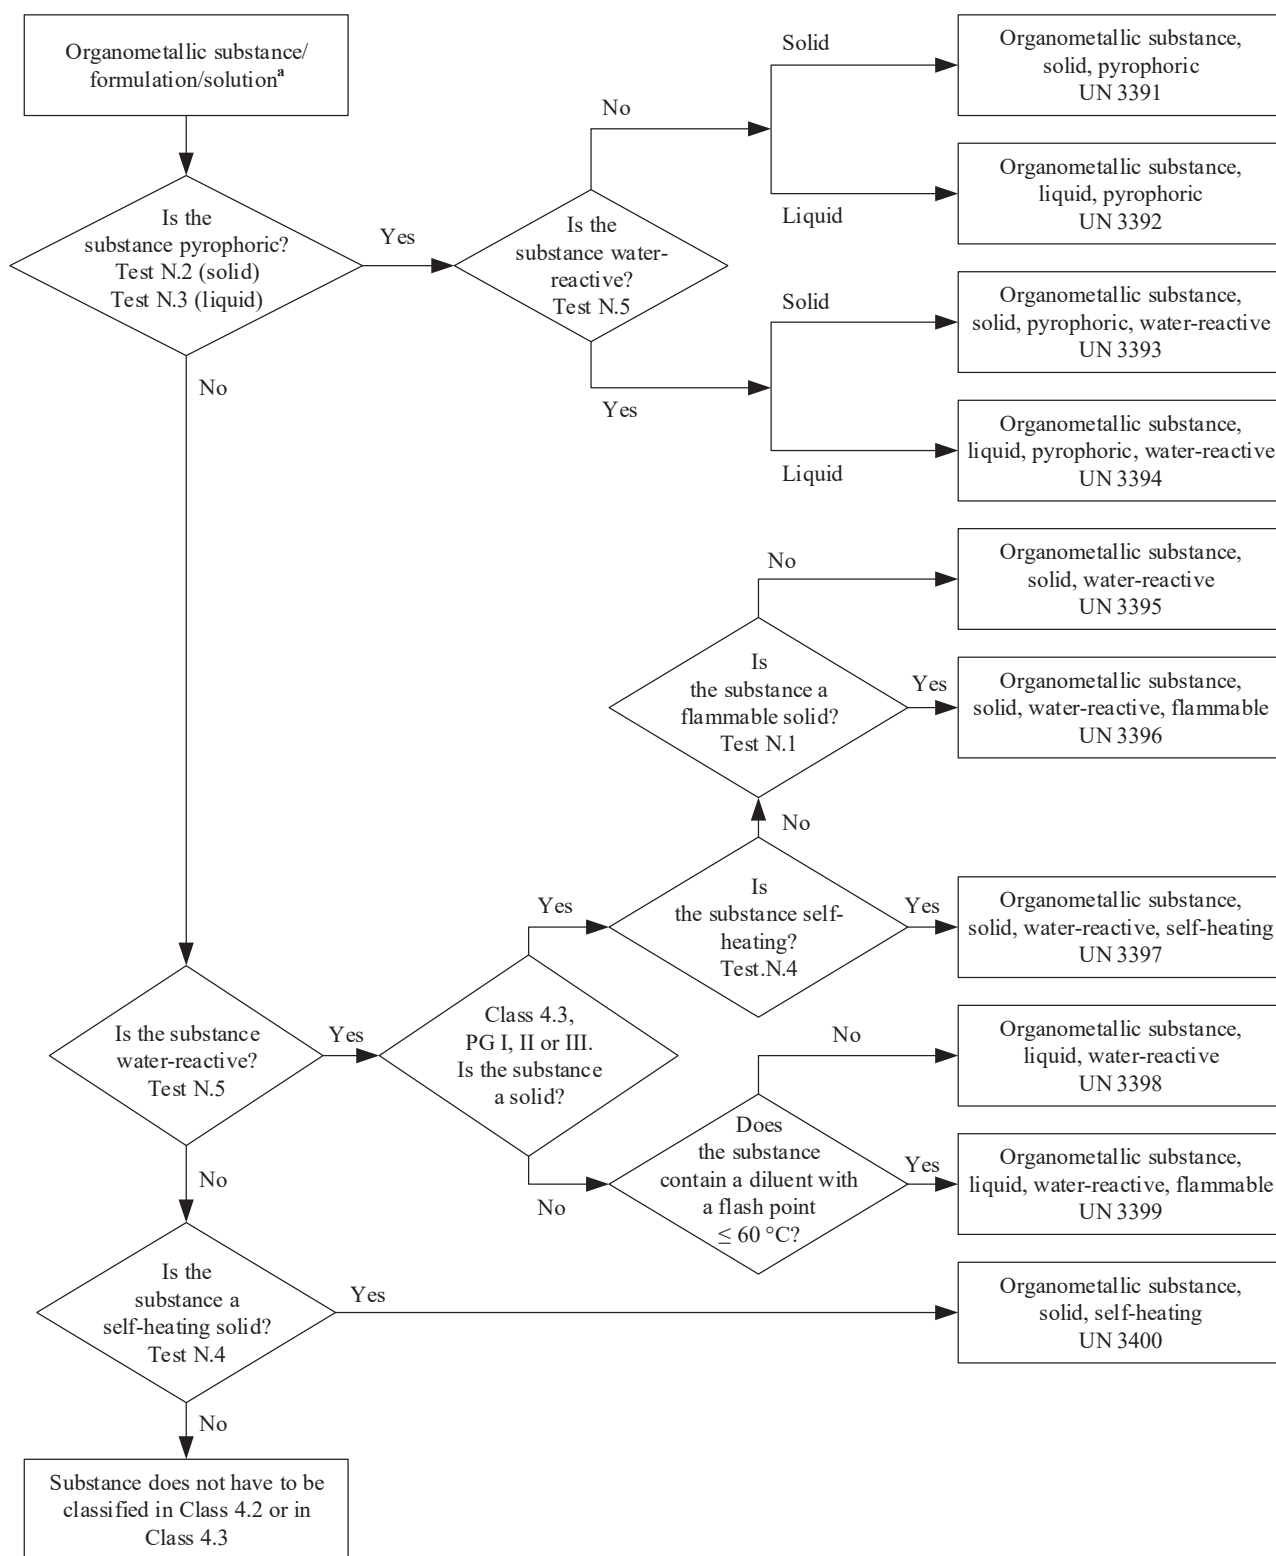 Organometallic substance/
formulation/solutionᵃ
Is the
substance pyrophoric?
Test N.2 (solid)
Test N.3 (liquid)
Yes
No
Is the
substance water-
reactive?
Test N.5
No
Yes
Solid
Organometallic substance,
solid, pyrophoric
UN 3391
Liquid
Organometallic substance,
liquid, pyrophoric
UN 3392
Solid
Organometallic substance,
solid, pyrophoric, water-reactive
UN 3393
Liquid
Organometallic substance,
liquid, pyrophoric, water-reactive
UN 3394
Is the substance
water-reactive?
Test N.5
Yes
No
Class 4.3,
PG I, II or III.
Is the substance
a solid?
Yes
No
Is
the substance self-
heating?
Test.N.4
No
Yes
Is
the substance a
flammable solid?
Test N.1
No
Organometallic substance,
solid, water-reactive
UN 3395
Yes
Organometallic substance,
solid, water-reactive, flammable
UN 3396
Organometallic substance,
solid, water-reactive, self-heating
UN 3397
Does
the substance
contain a diluent with
a flash point
≤ 60 °C?
No
Organometallic substance,
liquid, water-reactive
UN 3398
Yes
Organometallic substance,
liquid, water-reactive, flammable
UN 3399
Is the
substance a
self-heating solid?
Test N.4
Yes
Organometallic substance,
solid, self-heating
UN 3400
No
Substance does not have to be
classified in Class 4.2 or in
Class 4.3